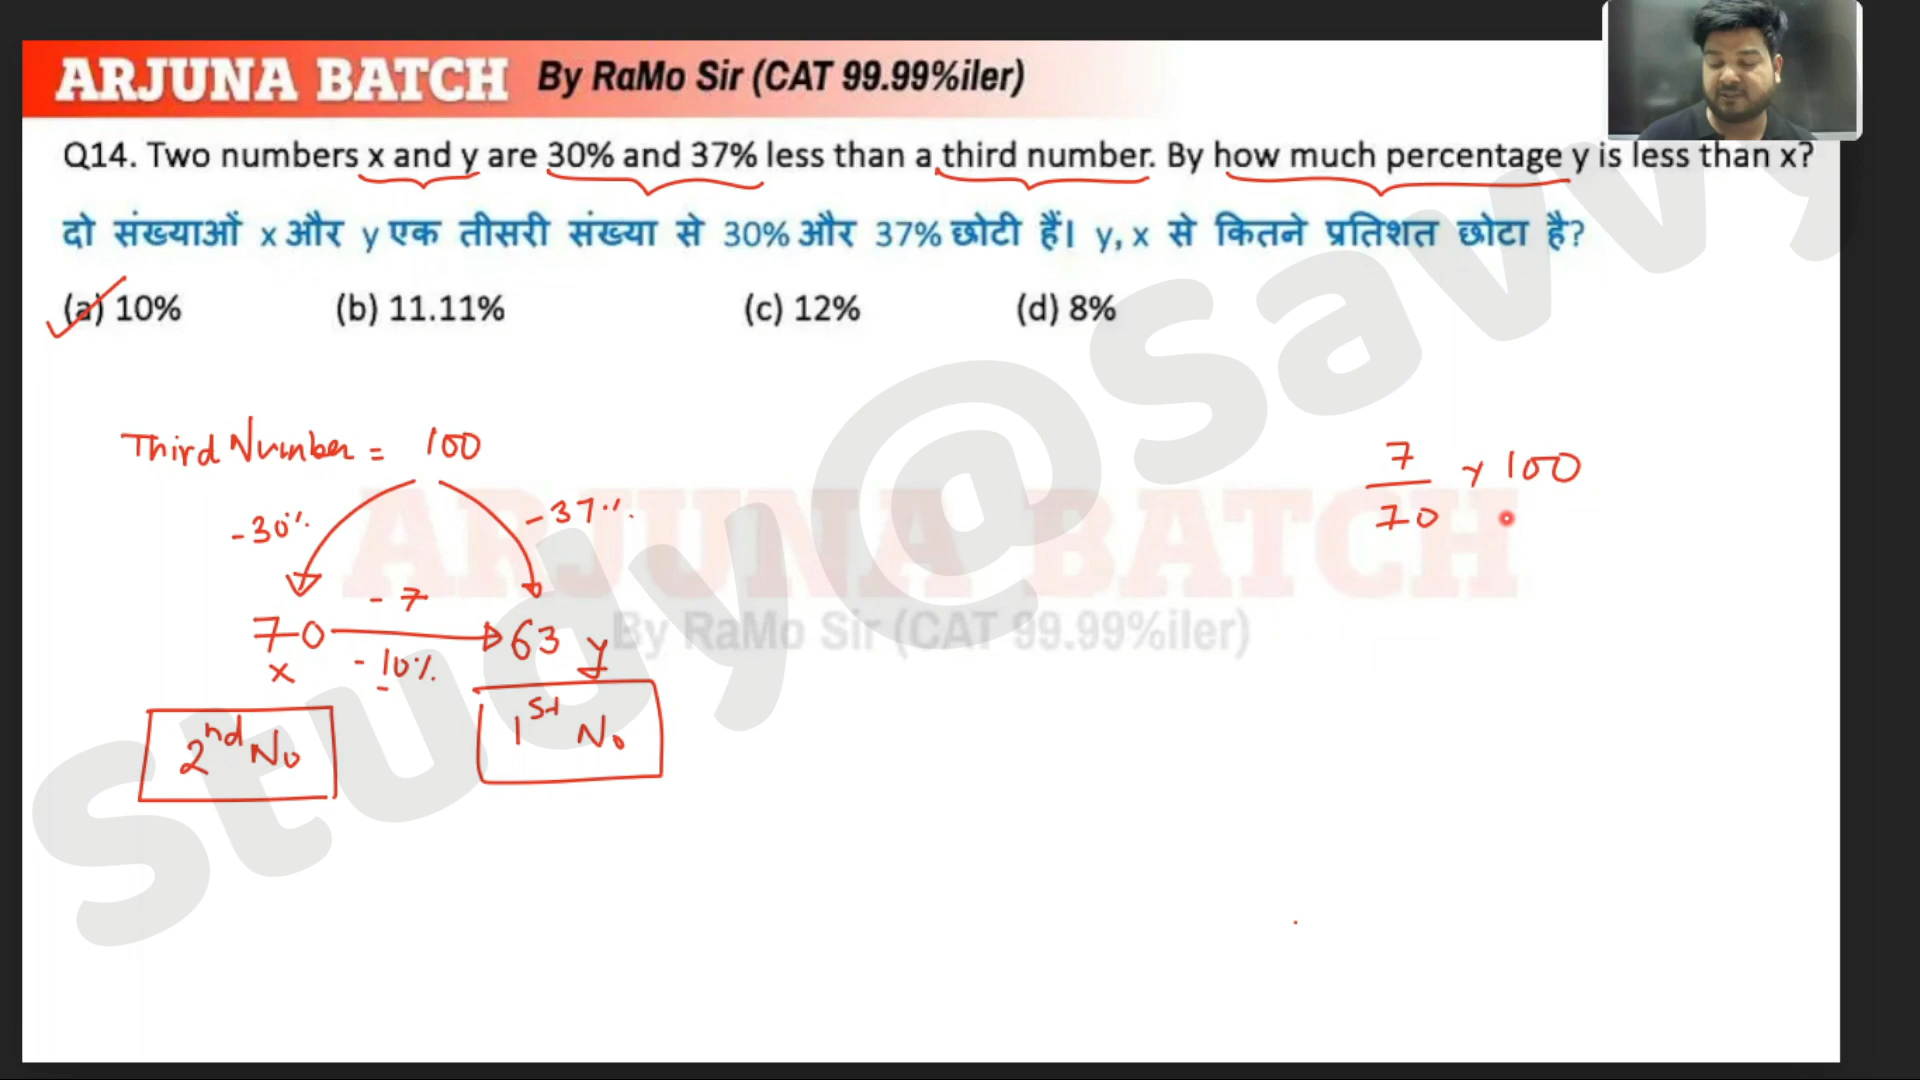 ARJUNA BATCH By RaMo Sir (CAT 99.99%iler)
Q14. Two numbers x and y are 30% and 37% less than a third number. By how much percentage y is less than x?
दो संख्याओं x और y एक तीसरी संख्या से 30% और 37% छोटी हैं। y, x से कितने प्रतिशत छोटा है?
(a) 10% (b) 11.11% (c) 12% (d) 8%
Third Number = 100
-30% -37%
7/70 × 100
-7
70 63 y
x -10%
2nd No 1st No
ARJUNA BATCH
By RaMo Sir (CAT 99.99%iler)
Study@Savvy